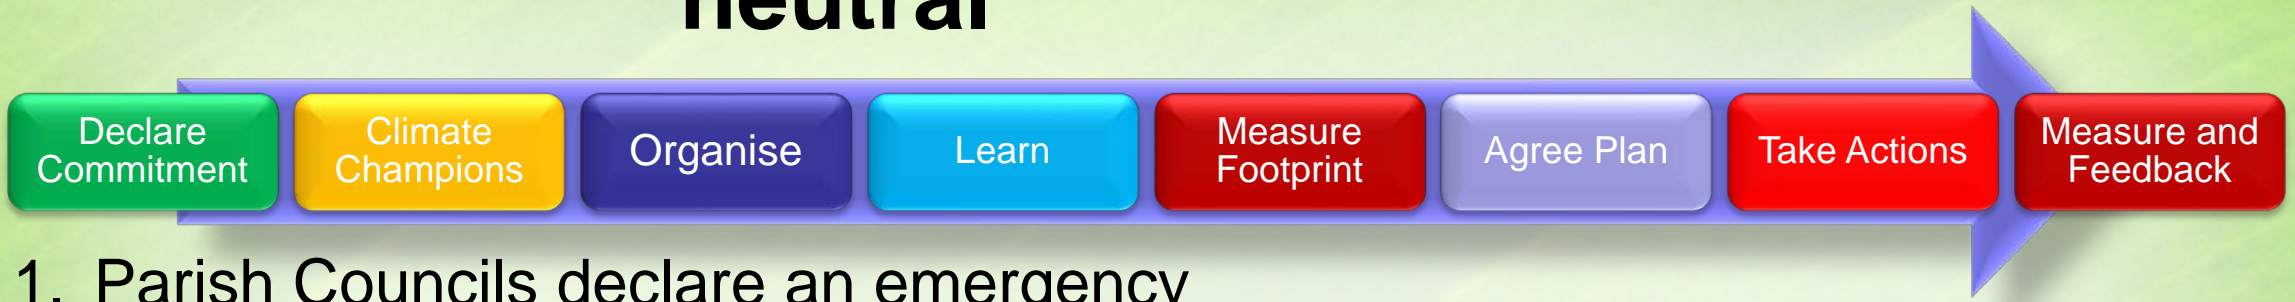 neutral
Declare
Commitment
Climate
Champions
Organise
Learn
Measure
Footprint
Agree Plan
Take Actions
Measure and
Feedback
1. Parish Councils declare an emergency